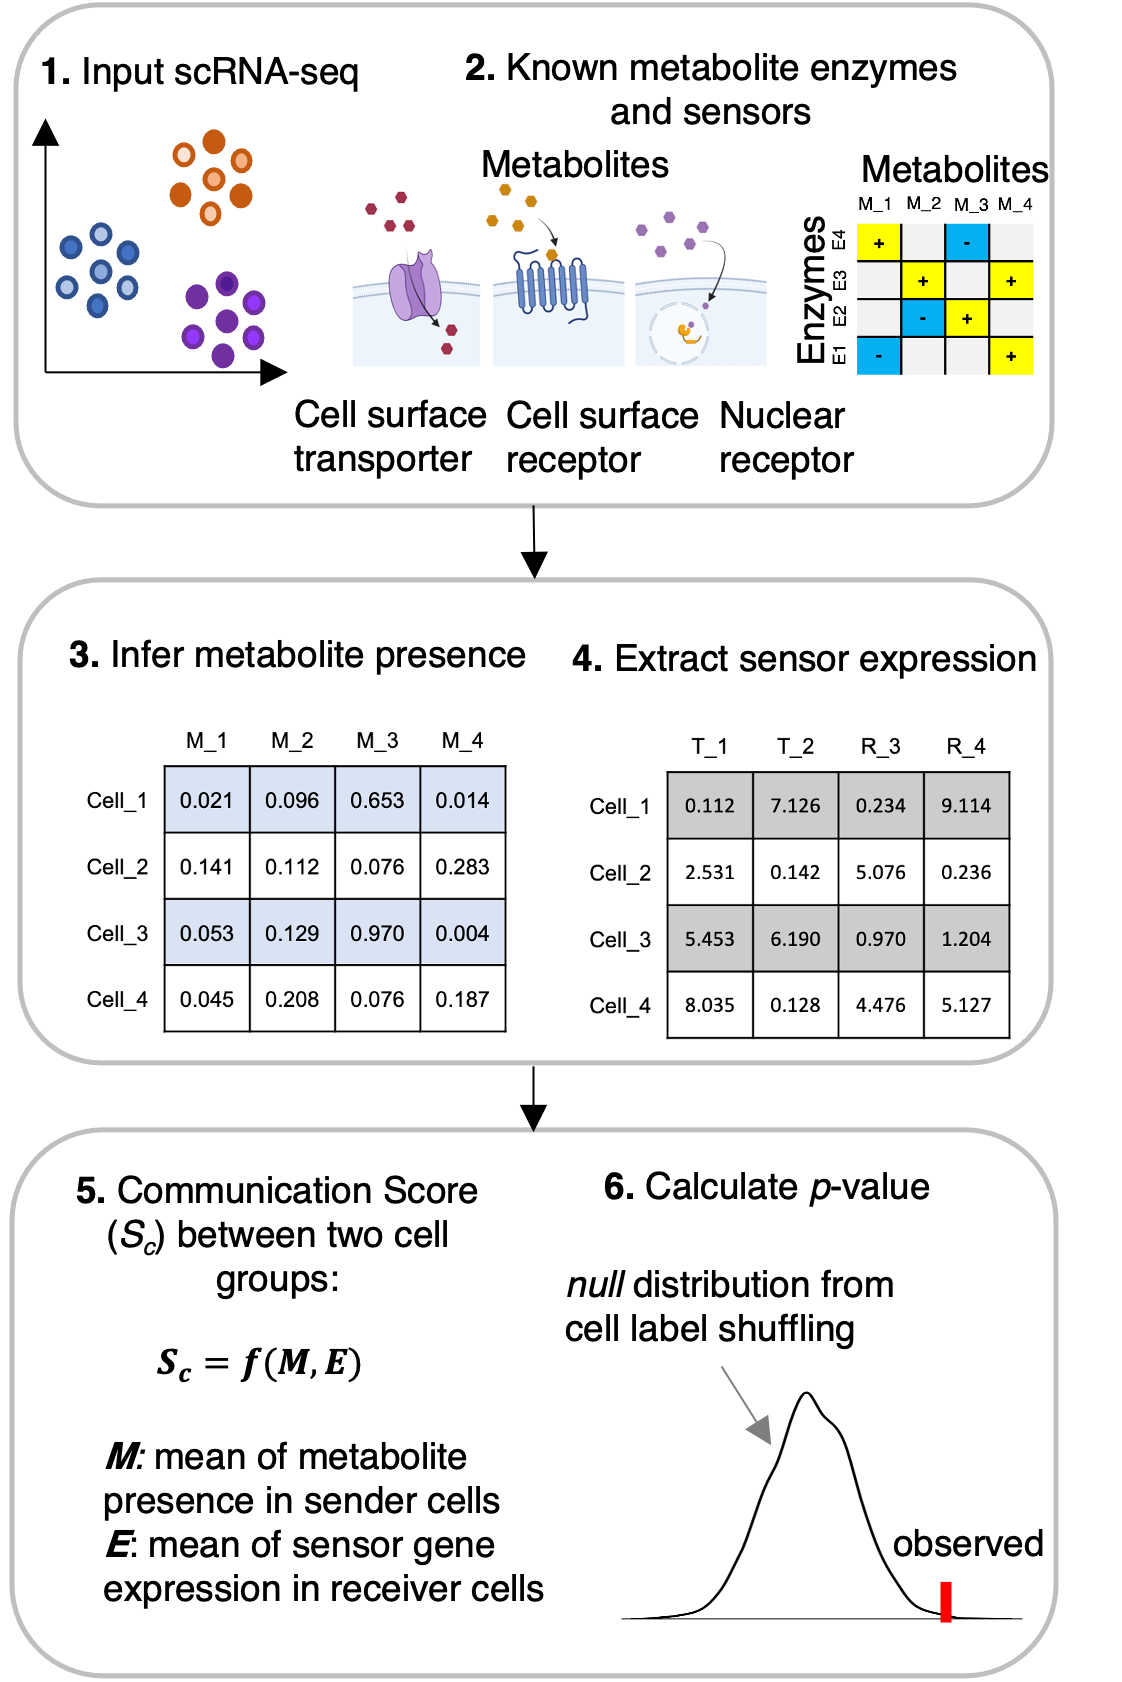 1. Input scRNA-seq
2. Known metabolite enzymes
and sensors
Metabolites
Metabolites
M_1 M_2 M_3 M_4
Enzymes
E4 + -
E3 + +
E2 - +
E1 - +
Cell surface
transporter
Cell surface
receptor
Nuclear
receptor
3. Infer metabolite presence
M_1 M_2 M_3 M_4
Cell_1 0.021 0.096 0.653 0.014
Cell_2 0.141 0.112 0.076 0.283
Cell_3 0.053 0.129 0.970 0.004
Cell_4 0.045 0.208 0.076 0.187
4. Extract sensor expression
T_1 T_2 R_3 R_4
Cell_1 0.112 7.126 0.234 9.114
Cell_2 2.531 0.142 5.076 0.236
Cell_3 5.453 6.190 0.970 1.204
Cell_4 8.035 0.128 4.476 5.127
5. Communication Score
(Sc) between two cell
groups:
Sc = f(M, E)
M: mean of metabolite
presence in sender cells
E: mean of sensor gene
expression in receiver cells
6. Calculate p-value
null distribution from
cell label shuffling
observed